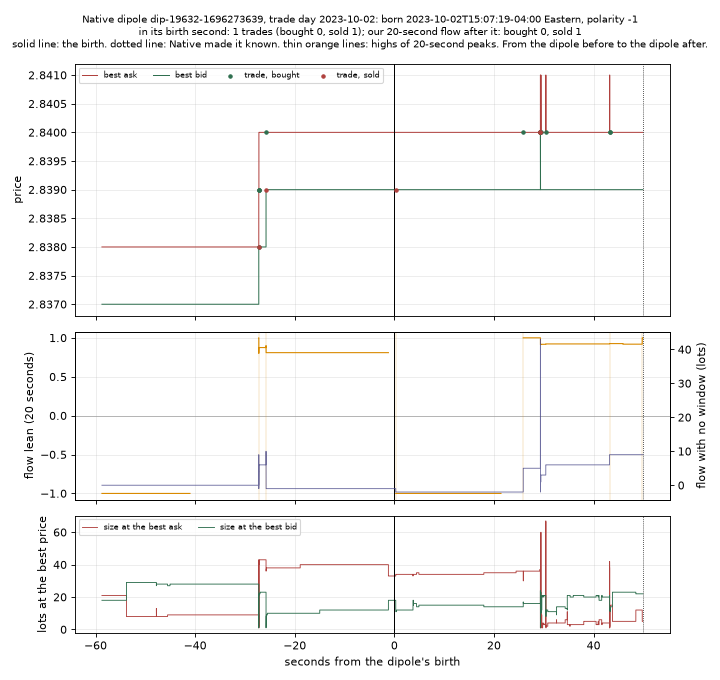 Native dipole dip-19632-1696273639, trade day 2023-10-02: born 2023-10-02T15:07:19-04:00 Eastern, polarity -1
in its birth second: 1 trades (bought 0, sold 1); our 20-second flow after it: bought 0, sold 1
solid line: the birth. dotted line: Native made it known. thin orange lines: highs of 20-second peaks. From the dipole before to the dipole after.
best ask best bid trade, bought trade, sold
2.8410
2.8405
2.8400
2.8395
2.8390
2.8385
2.8380
2.8375
2.8370
price
1.0
0.5
0.0
−0.5
−1.0
flow lean (20 seconds)
40
30
20
10
0
flow with no window (lots)
size at the best ask size at the best bid
60
40
20
0
lots at the best price
−60 −40 −20 0 20 40
seconds from the dipole's birth